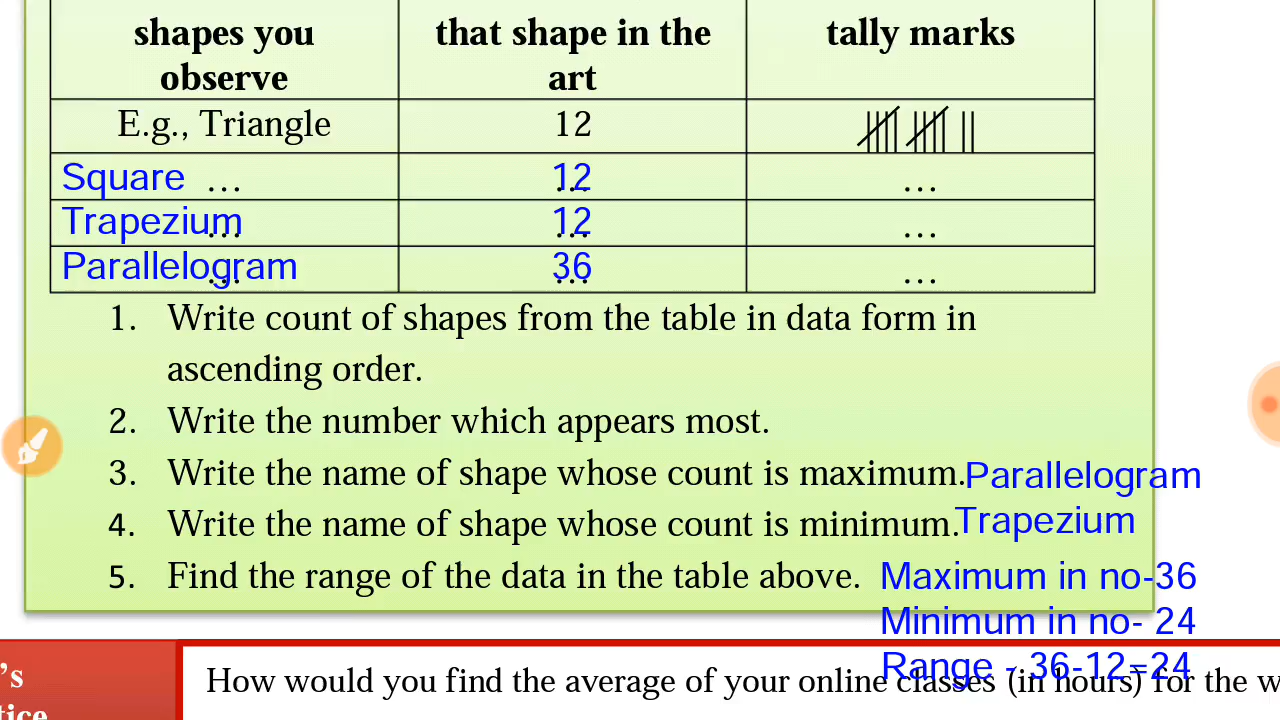 shapes you that shape in the tally marks
observe art
E.g., Triangle 12
Square ... 12 ... ...
Trapezium ... 12 ... ...
Parallelogram ... 36 ... ...
1. Write count of shapes from the table in data form in
ascending order.
2. Write the number which appears most.
3. Write the name of shape whose count is maximum. Parallelogram
4. Write the name of shape whose count is minimum. Trapezium
5. Find the range of the data in the table above. Maximum in no-36
Minimum in no- 24
Range - 36-12=24
's
tice
How would you find the average of your online classes (in hours) for the w